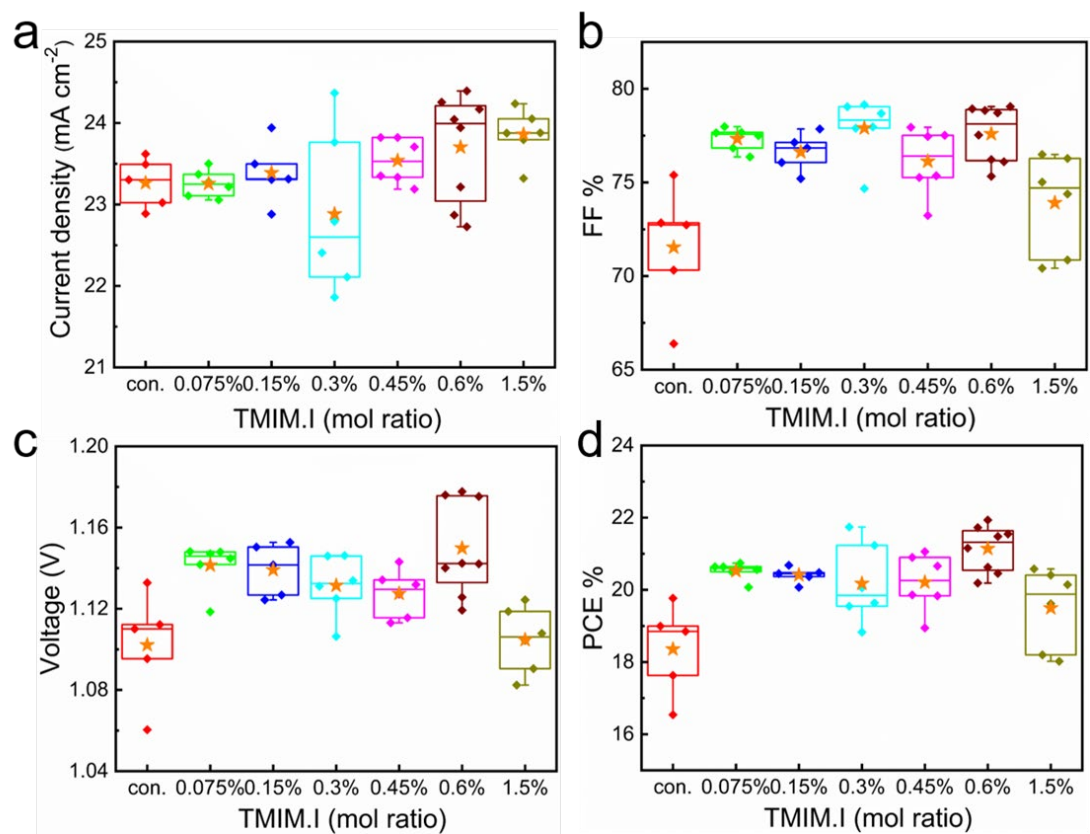 a
Current density (mA cm⁻²)
25
24
23
22
21
con. 0.075% 0.15% 0.3% 0.45% 0.6% 1.5%
TMIM.I (mol ratio)
b
FF %
80
75
70
65
con. 0.075% 0.15% 0.3% 0.45% 0.6% 1.5%
TMIM.I (mol ratio)
c
Voltage (V)
1.20
1.16
1.12
1.08
1.04
con. 0.075% 0.15% 0.3% 0.45% 0.6% 1.5%
TMIM.I (mol ratio)
d
PCE %
24
22
20
18
16
con. 0.075% 0.15% 0.3% 0.45% 0.6% 1.5%
TMIM.I (mol ratio)